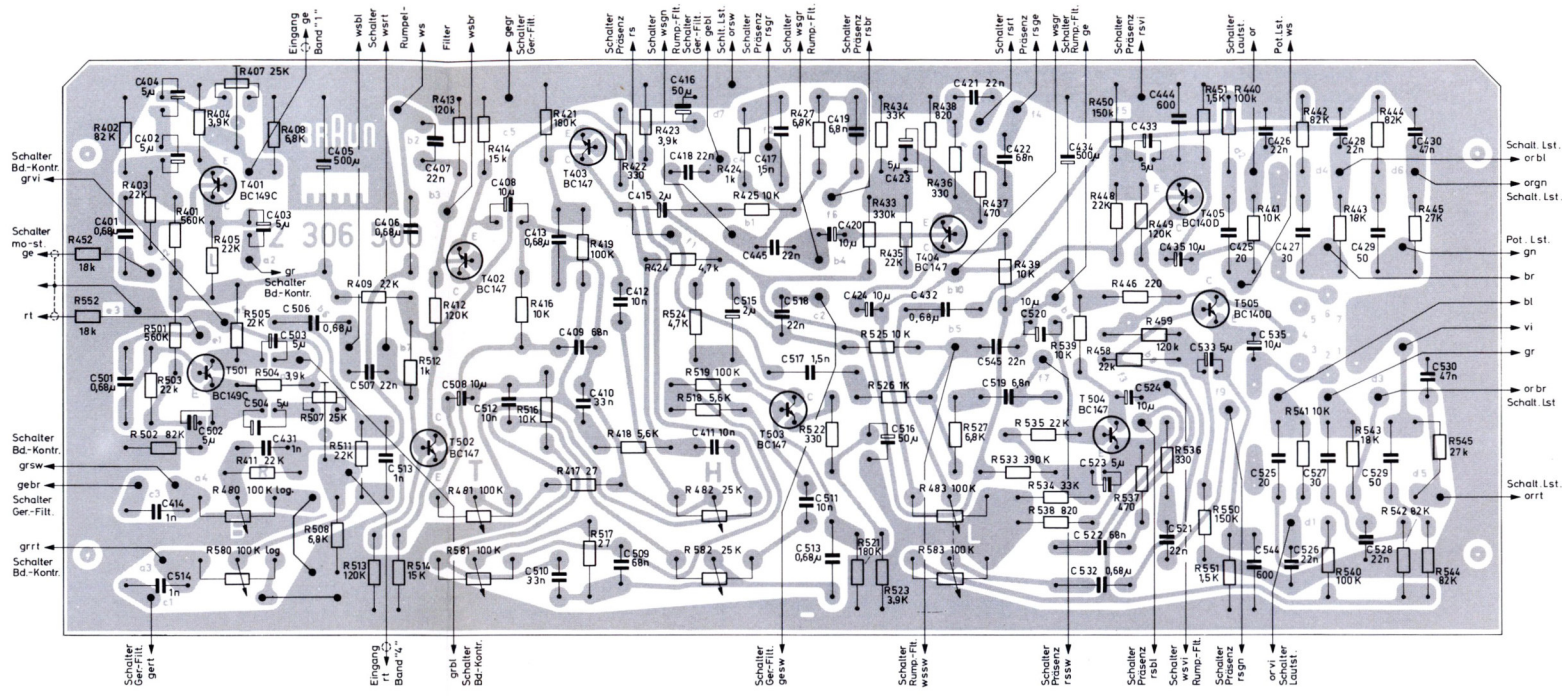 Eingang
ge
Band "1"
wsbl
Schalter
wsrt
Rumpel-
ws
Filter
wsbr
gegr
Schalter
Ger-Filt.
Schalter
Präsenz
rs
Schalter
wsgn
Rump.-Flt.
Schalter
Ger-Filt.
gebl
Schlt. Lst.
orsw
Schalter
Präsenz
rsgr
Schalter
wsgr
Rump.-Flt.
Schalter
Präsenz
rsbr
Schalter
rsrt
Präsenz
rsge
wsgr
Schalter
Rump.-Flt.
ge
Schalter
Präsenz
rsvi
Schalter
Lautst.
or
Pot. Lst.
ws
C404
5µ
R407 25K
R402
82K
R404
3,9K
C402
5µ
R408
6,8K
BRAUN
C405
500µ
R413
120k
C407
22n
R414
15k
R421
180K
T403
BC147
R422
330
R423
3,9k
C416
50µ
C418 22n
R424
1k
C417
1,5n
R427
6,8K
C419
6,8n
R434
33K
5µ
C423
R438
820
C421 22n
R436
330
C422
68n
R437
470
C434
500µ
R450
150k
C433
5µ
C444
600
R451
1,5K
R440
100k
C426
22n
R442
82K
C428
22n
R444
82K
C430
47n
Schalter
Bd.-Kontr.
grvi
Schalt. Lst.
orbl
orgn
Schalt. Lst.
R403
22K
C401
0,68µ
R401
560K
T401
BC149C
C403
5µ
R405
22K
2 306 500
C406
0,68µ
C408
10µ
C413
0,68µ
R419
100K
C415 2µ
R425 10K
C445 22n
C420
10µ
R433
330k
R435
22K
T404
BC147
R439
10K
R448
22K
R449
120K
T405
BC140D
C435 10µ
C425
20
R441
10K
C427
30
R443
18K
C429
50
R445
27K
Schalter
mo-st.
ge
R452
18k
gr
Schalter
Bd.-Kontr.
R424
4,7k
T402
BC147
Pot. Lst.
gn
br
rt
R552
18k
R501
560K
R505
22K
C506
0,68µ
C503
5µ
R409 22K
R412
120K
R416
10K
C412
10n
C409 68n
R524
4,7K
C515
2µ
C518
22n
C424 10µ
C432
0,68µ
R525 10K
C545 22n
10µ
C520
R539
10K
R446 220
R459
120k
R458
22k
T505
BC140D
C533 5µ
C535
10µ
bl
vi
gr
C501
0,68µ
R503
22k
T501
BC149C
R504 3,9k
C504 5µ
C502
5µ
R507 25K
C507 22n
R512
1k
C508 10µ
C512
10n
R516
10K
C410
33n
R519 100K
R518 5,6K
C517 1,5n
T503
BC147
R522
330
R526 1K
C516
50µ
C519 6,8n
R527
6,8K
C524
10µ
T504
BC147
C530
47n
or br
Schalt. Lst
R502 82K
C431
1n
R511
22K
C513
1n
T502
BC147
R418 5,6K
C411 10n
R535 22K
R533 390K
C523 5µ
R536
330
R541 10K
R543
18K
R545
27k
Schalter
Bd-Kontr.
grsw
gebr
Schalter
Ger.-Filt.
R411 22K
C414
1n
R480 100K log.
R481 100K
R417 27
R482 25K
C511
10n
R483 100K
R534 33K
R538 820
R537
470
C525
20
C527
30
C529
50
Schalt. Lst.
orrt
grrt
Schalter
Bd.-Kontr.
C514
1n
R580 100K log
R508
6,8K
R513
120K
R514
15K
R581 100K
C510
33n
R517
27
C509
68n
R582 25K
C513
0,68µ
R521
180K
R523
3,9K
R583 100K
C522 68n
C532 0,68µ
C521
22n
R550
150K
R551
1,5K
C544
600
C526
22n
R540
100K
C528
22n
R542 82K
R544
82K
Schalter
Ger.-Filt.
gert
Eingang
rt
Band "4"
grbl
Schalter
Bd.-Kontr.
Schalter
Ger.-Filt.
gesw
Schalter
Rump.-Flt.
wssw
Schalter
Präsenz
rssw
Schalter
Präsenz
rsbl
Schalter
wsvi
Rump.-Flt.
Schalter
Präsenz
rsgn
orvi
Schalter
Lautst.